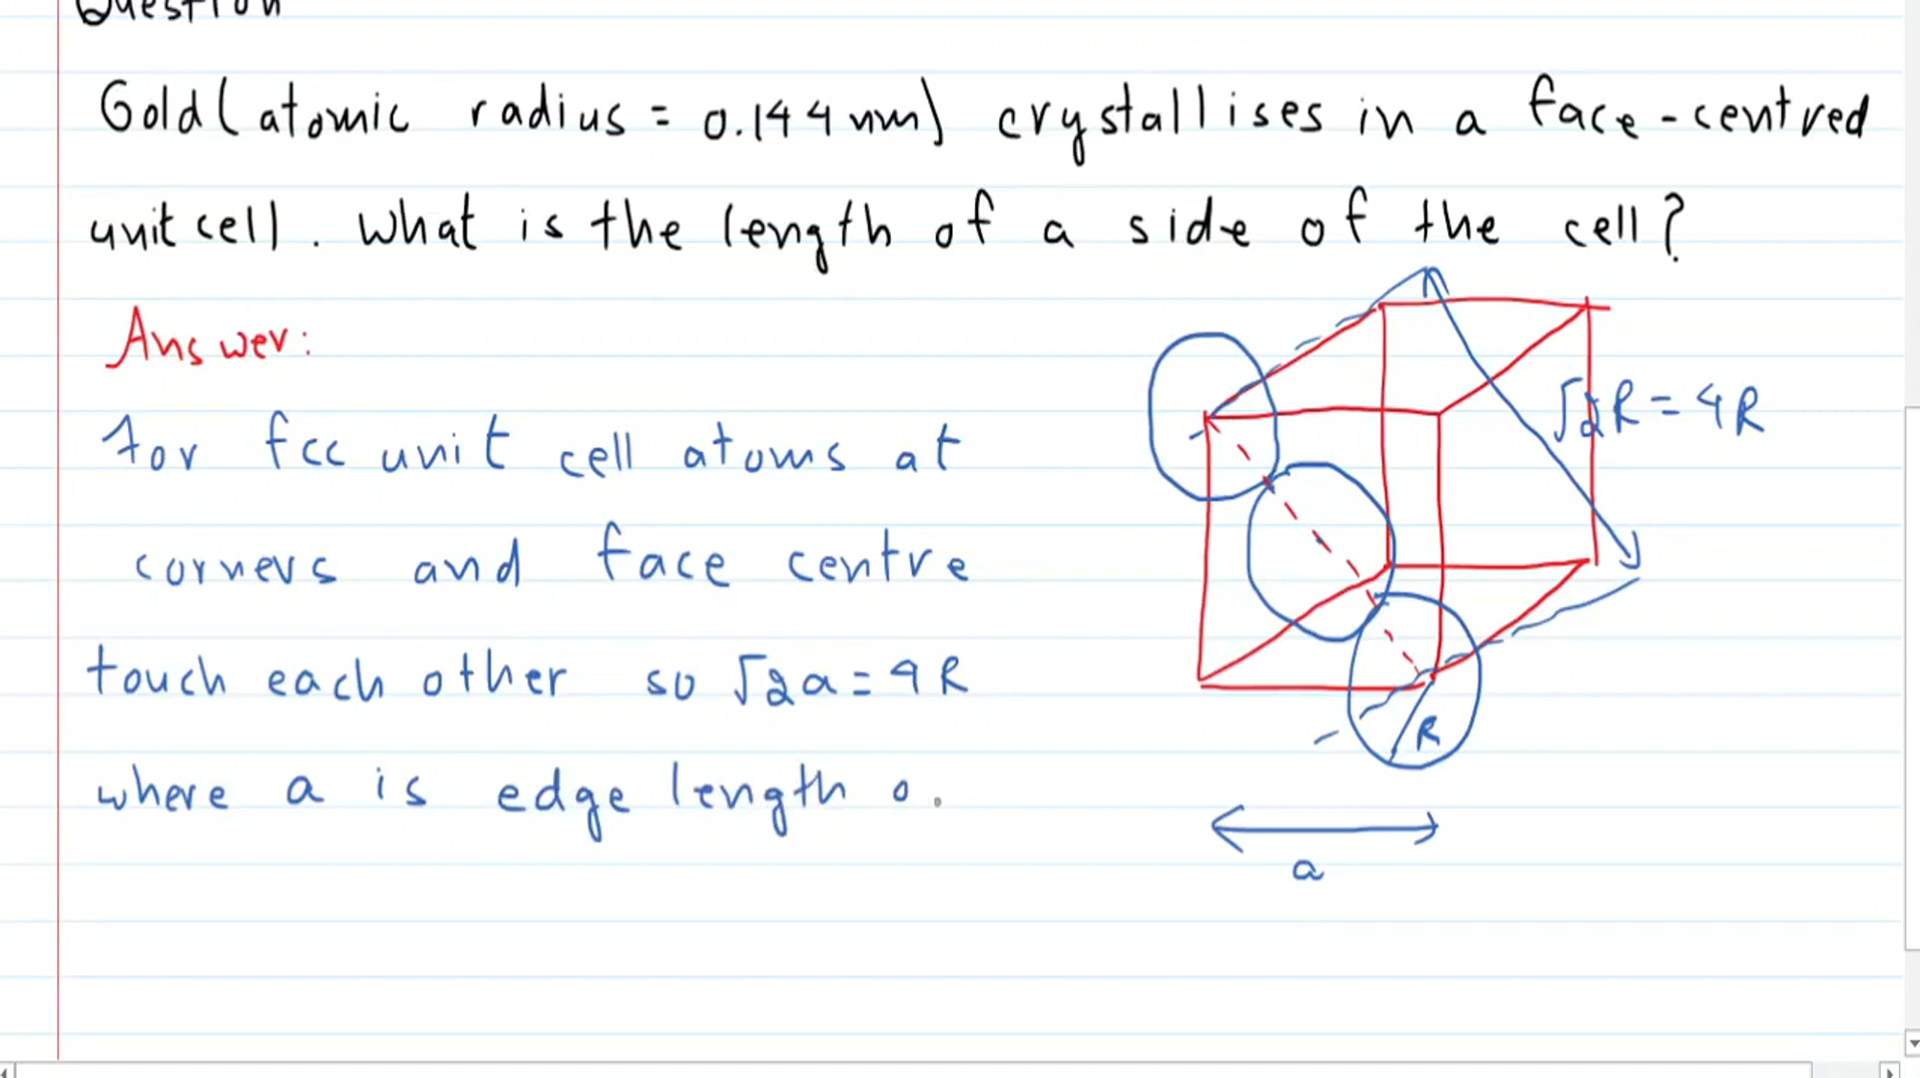 Question
Gold (atomic radius = 0.144 nm) crystallises in a face-centred
unit cell. What is the length of a side of the cell?
Answer:
for fcc unit cell atoms at
corners and face centre
touch each other so √2a = 4R
where a is edge length o.
√2R = 4R
R
a